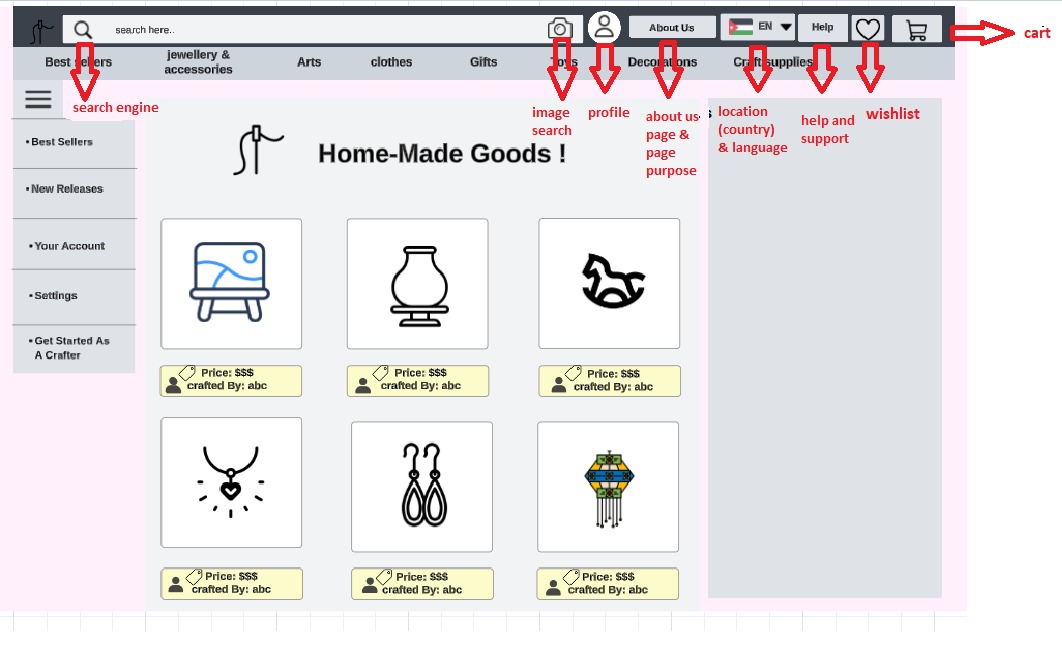 search here..
About Us
EN
Help
cart
Best sellers
jewellery &
accessories
Arts
clothes
Gifts
Toys
Decorations
Craft supplies
search engine
image
search
profile
about us
page &
page
purpose
s
location
(country)
& language
help and
support
wishlist
• Best Sellers
• New Releases
• Your Account
• Settings
• Get Started As
A Crafter
Home-Made Goods !
Price: $$$
crafted By: abc
Price: $$$
crafted By: abc
Price: $$$
crafted By: abc
Price: $$$
crafted By: abc
Price: $$$
crafted By: abc
Price: $$$
crafted By: abc